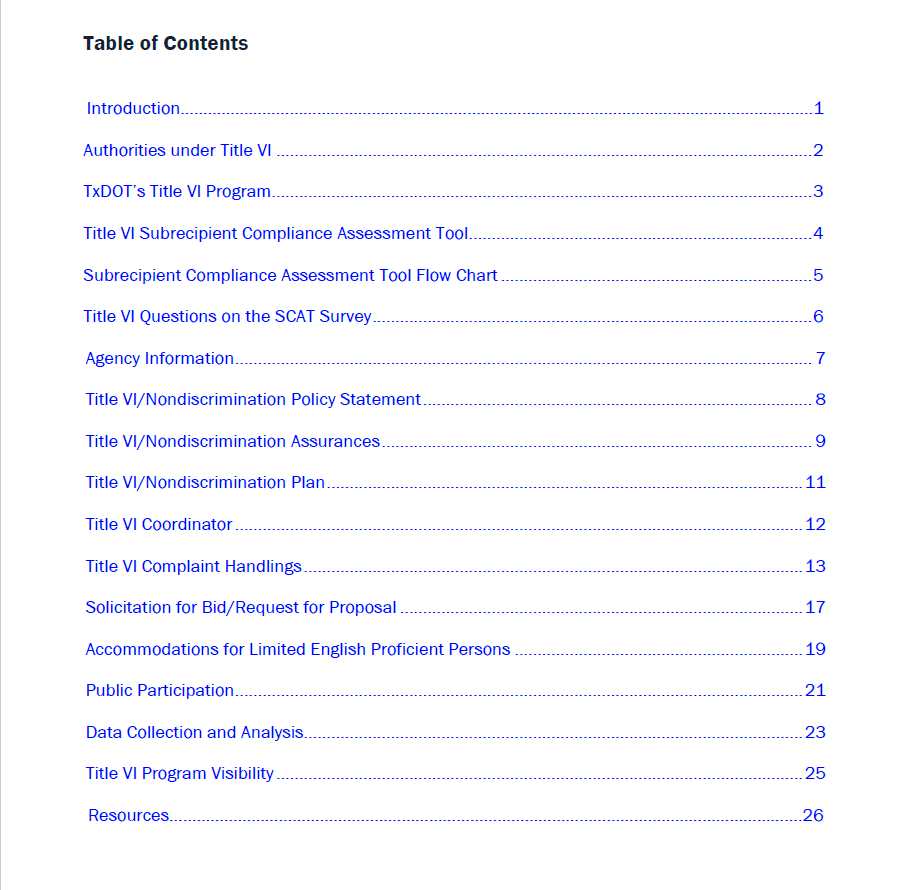 Table of Contents
Introduction 1
Authorities under Title VI 2
TxDOT's Title VI Program 3
Title VI Subrecipient Compliance Assessment Tool 4
Subrecipient Compliance Assessment Tool Flow Chart 5
Title VI Questions on the SCAT Survey 6
Agency Information 7
Title VI/Nondiscrimination Policy Statement 8
Title VI/Nondiscrimination Assurances 9
Title VI/Nondiscrimination Plan 11
Title VI Coordinator 12
Title VI Complaint Handlings 13
Solicitation for Bid/Request for Proposal 17
Accommodations for Limited English Proficient Persons 19
Public Participation 21
Data Collection and Analysis 23
Title VI Program Visibility 25
Resources 26